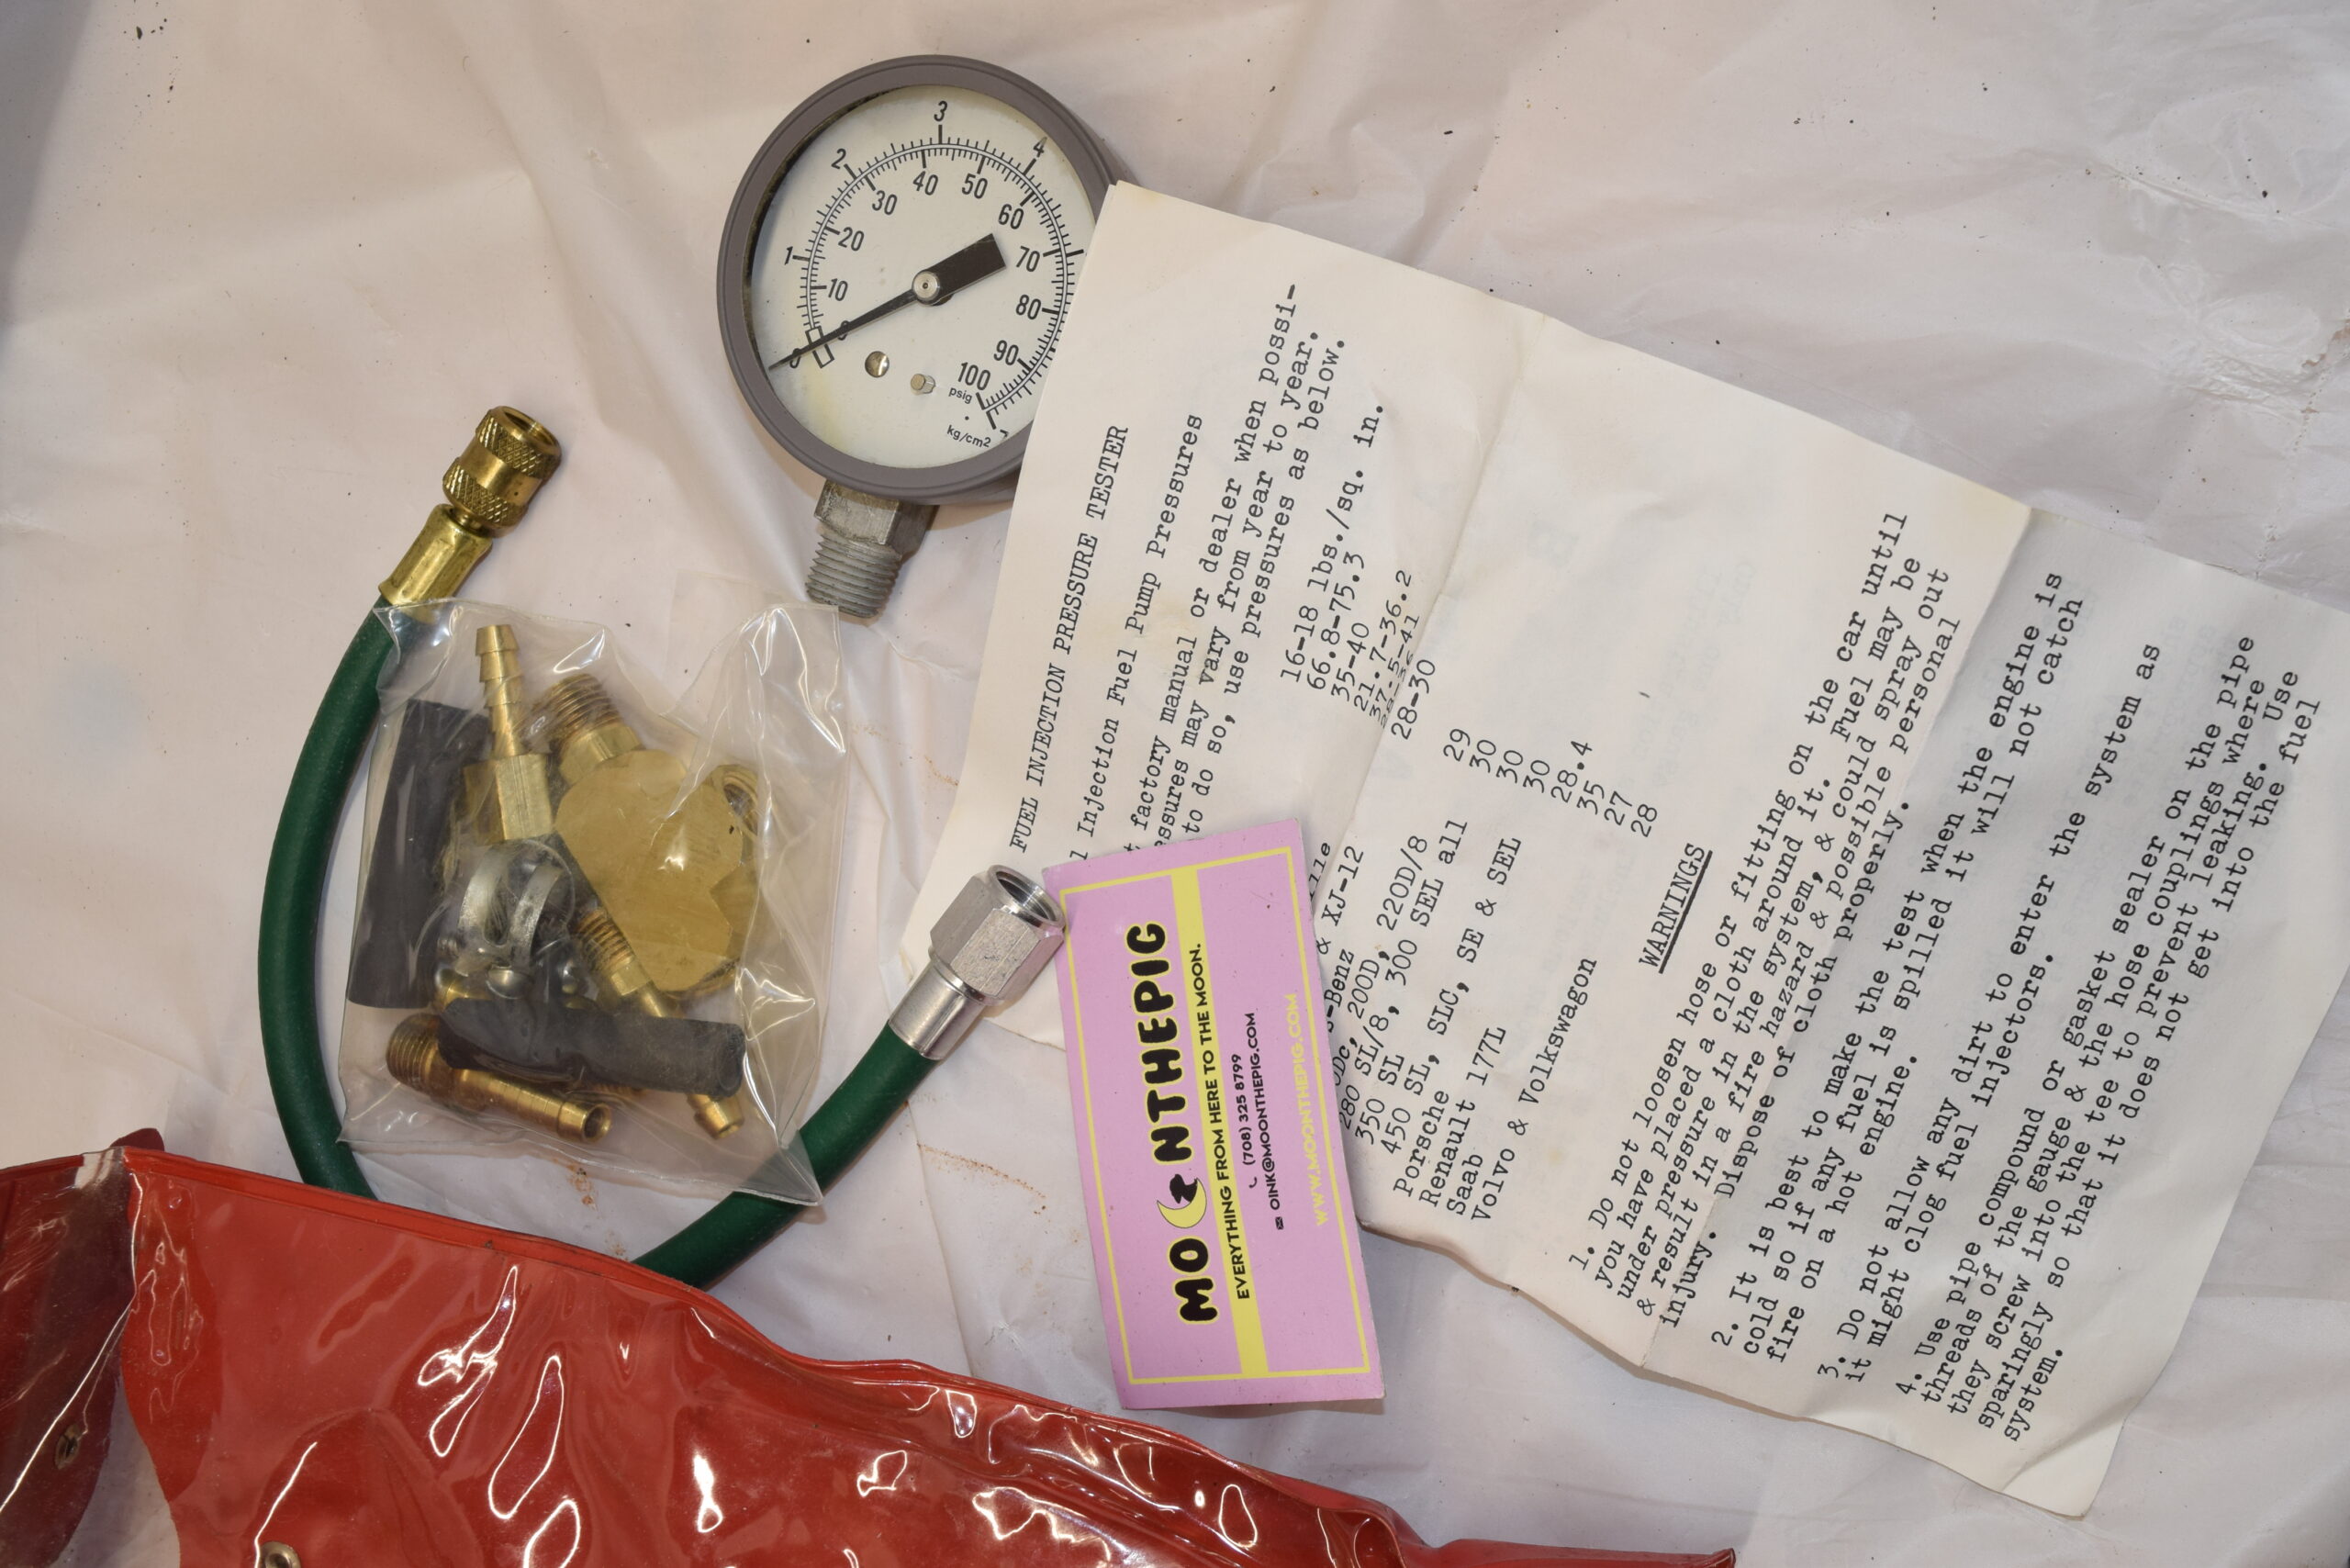 3
2
4
40
50
30
60
20
1
70
10
80
0
90
100
psig
kg/cm2
FUEL INJECTION PRESSURE TESTER
Injection Fuel Pump Pressures
factory manual or dealer when possi-
may vary from year to year.
to do so, use pressures as below.
16-18 lbs./sq. in.
66.8-75.3
35-40
21.7-36.2
28-30
& XJ-12
29
200D, 220D/8
30
280 SL/8, 300 SEL all
30
350 SL
30
450 SL, SLC, SE & SEL
28.4
Porsche
35
Renault 177L
27
Saab
28
Volvo & Volkswagon
WARNINGS
1. Do not loosen hose or fitting on the car until
you have placed a cloth around it. Fuel may be
under pressure in the system, & could spray out
& result in a fire hazard & possible personal
injury. Dispose of cloth properly.
2. It is best to make the test when the engine is
cold so if any fuel is spilled it will not catch
fire on a hot engine.
3. Do not allow any dirt to enter the system as
it might clog fuel injectors.
4. Use pipe compound or gasket sealer on the pipe
threads of the gauge & the hose couplings where
they screw into the tee to prevent leaking. Use
sparingly so that it does not get into the fuel
system.
MOONTHEPIG
EVERYTHING FROM HERE TO THE MOON.
(708) 325 8799
OINK@MOONTHEPIG.COM
WWW.MOONTHEPIG.COM